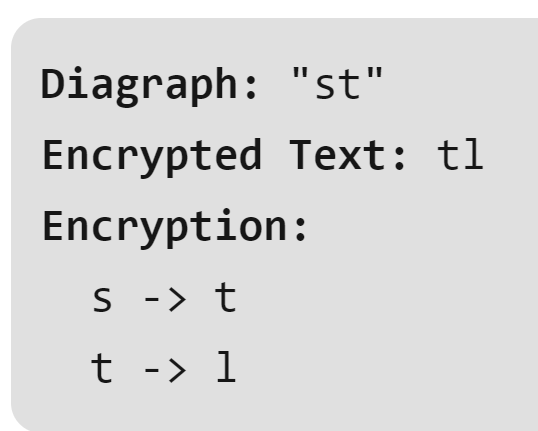 Diagraph: "st"
Encrypted Text: tl
Encryption:
s -> t
t -> l